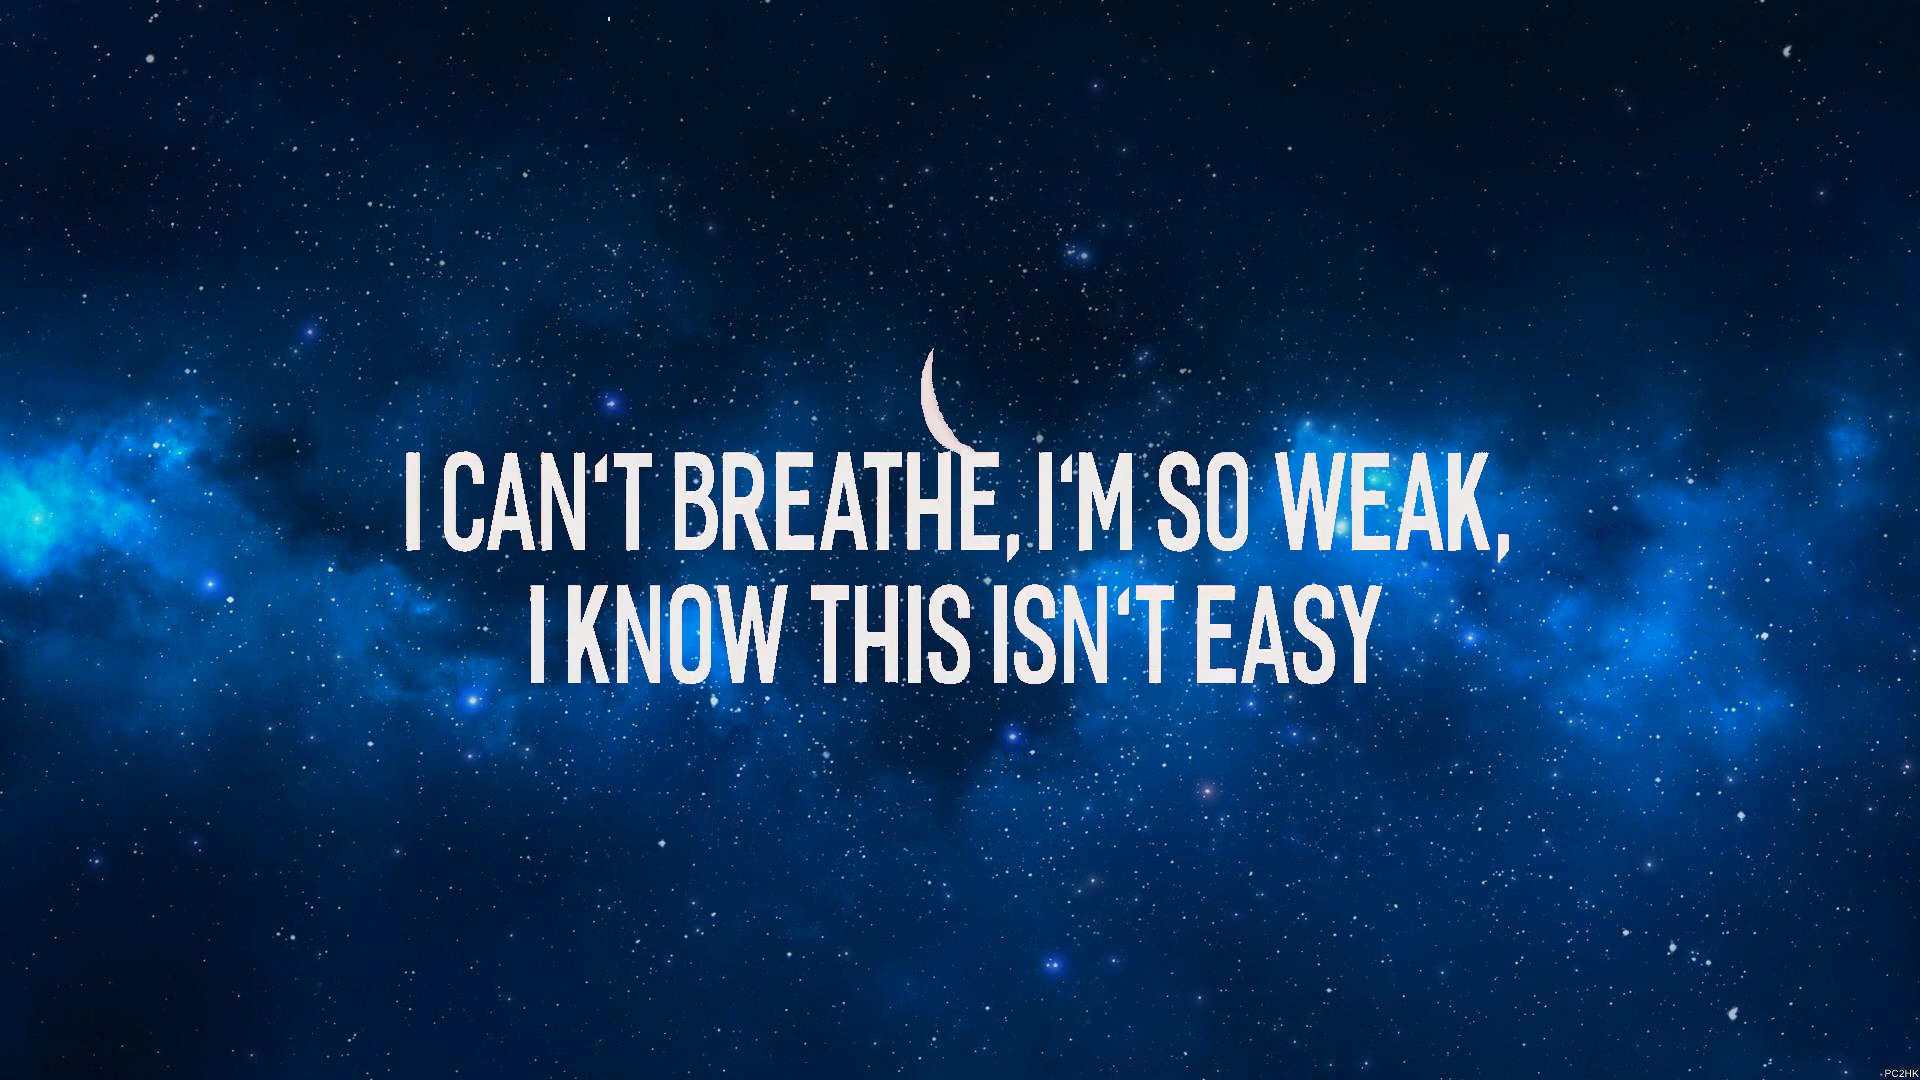 I CAN‘T BREATHE, I‘M SO WEAK,
I KNOW THIS ISN‘T EASY
PC2HK